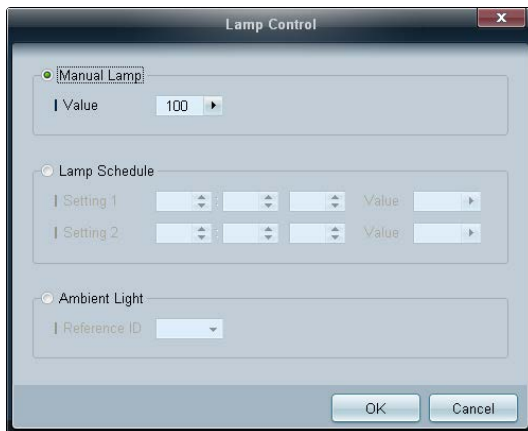 Lamp Control
x
Manual Lamp
Value 100
Lamp Schedule
Setting 1 : : Value
Setting 2 : : Value
Ambient Light
Reference ID
OK Cancel